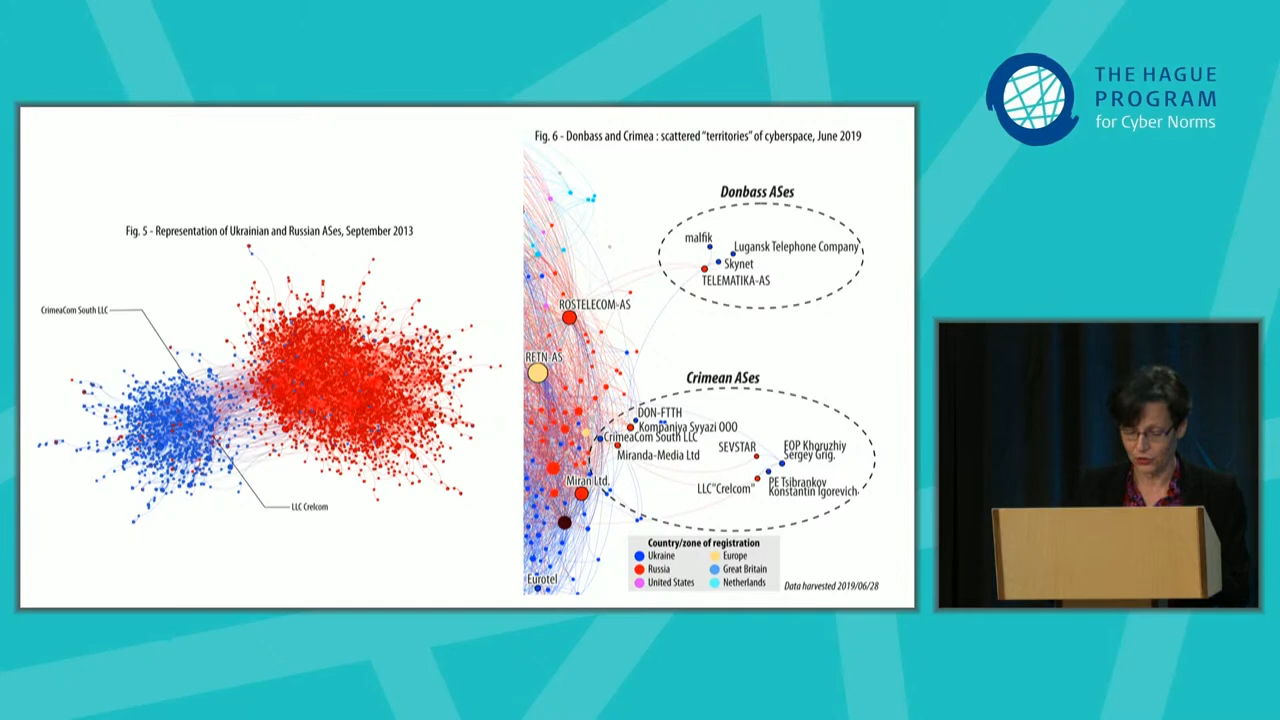 THE HAGUE
PROGRAM
for Cyber Norms
Fig. 5 - Representation of Ukrainian and Russian ASes, September 2013
CrimeaCom South LLC
LLC Crelcom
Fig. 6 - Donbass and Crimea : scattered "territories" of cyberspace, June 2019
Donbass ASes
malfik
Lugansk Telephone Company
Skynet
TELEMATIKA-AS
ROSTELECOM-AS
RETN-AS
Crimean ASes
DON-FTTH
Kompaniya Svyazi OOO
CrimeaCom South LLC
Miranda-Media Ltd
SEVSTAR
FOP Khoruzhiy
Sergey Grig.
Miran Ltd.
LLC"Crelcom"
PE Tsibrankov
Konstantin Igorevich
Eurotel
Country/zone of registration
Ukraine
Europe
Russia
Great Britain
United States
Netherlands
Data harvested 2019/06/28